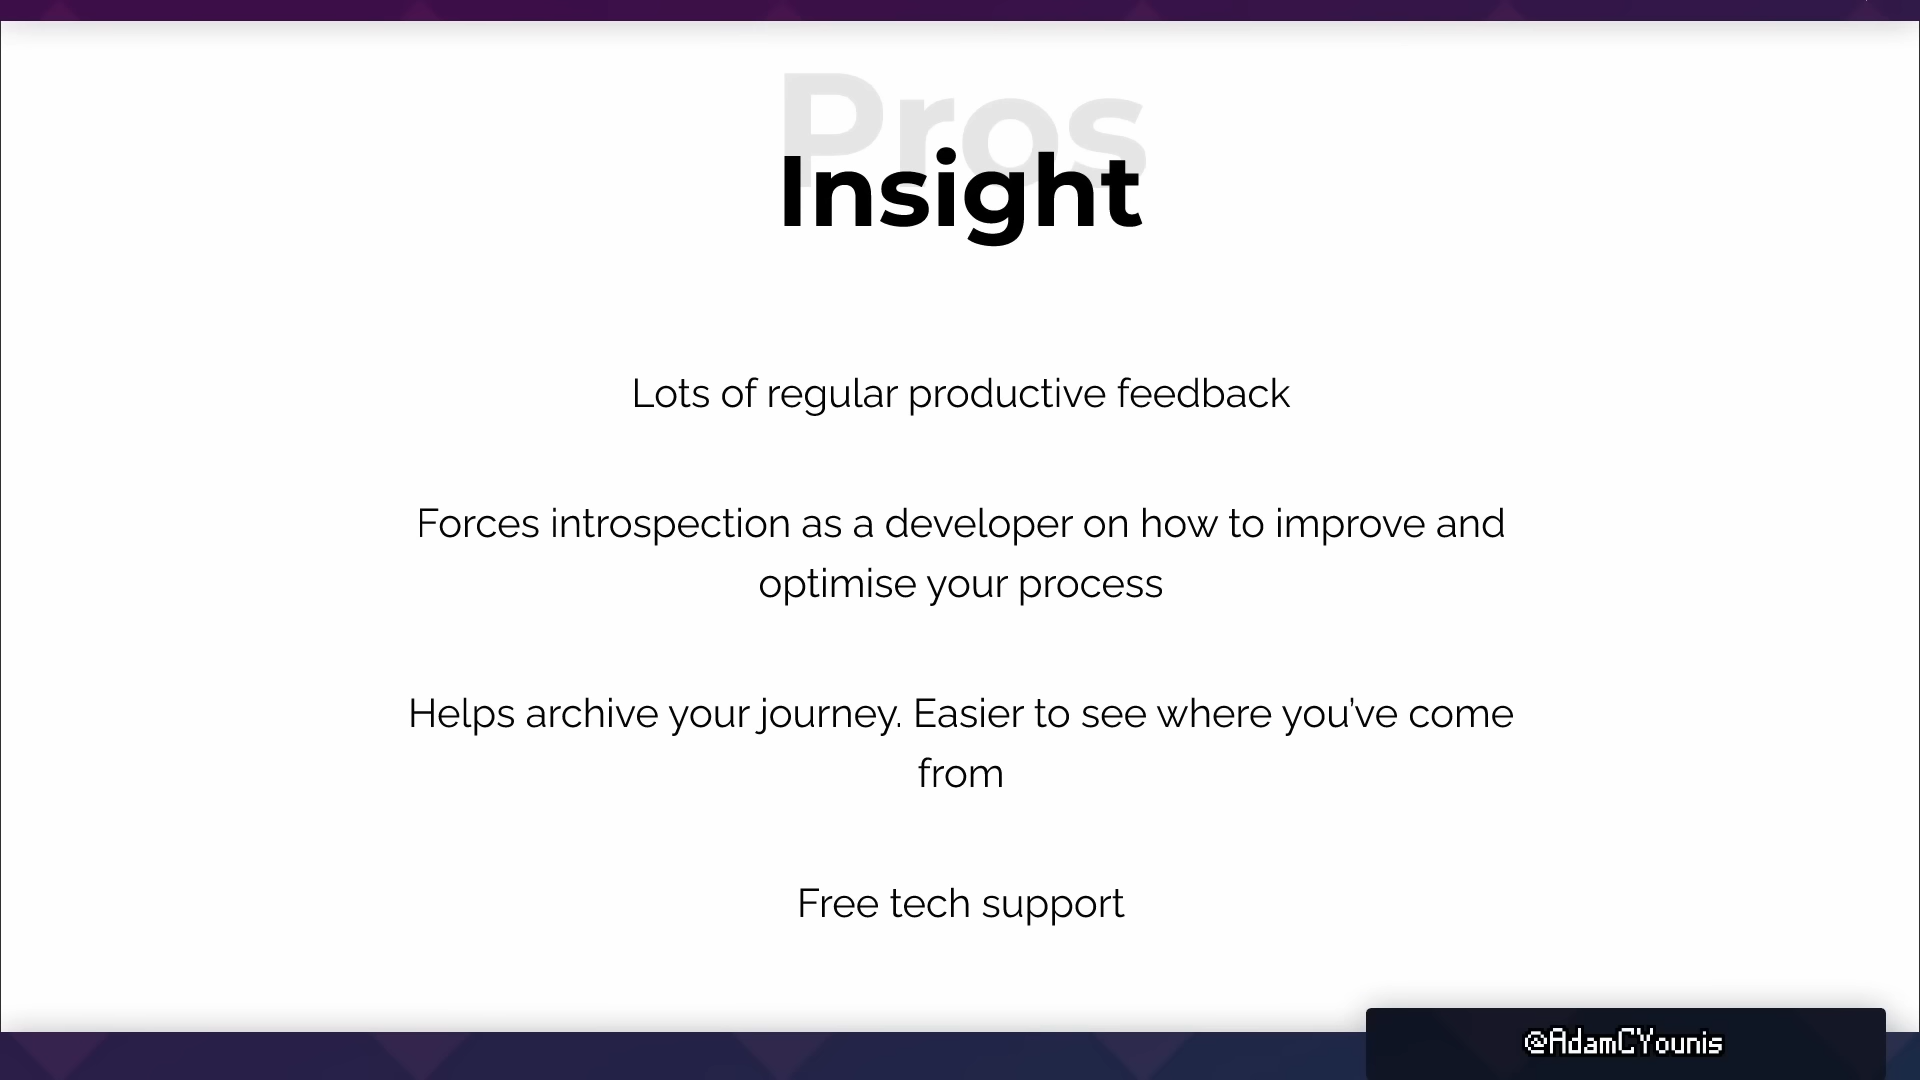 Pros
Insight
Lots of regular productive feedback
Forces introspection as a developer on how to improve and
optimise your process
Helps archive your journey. Easier to see where you've come
from
Free tech support
@AdamCYounis